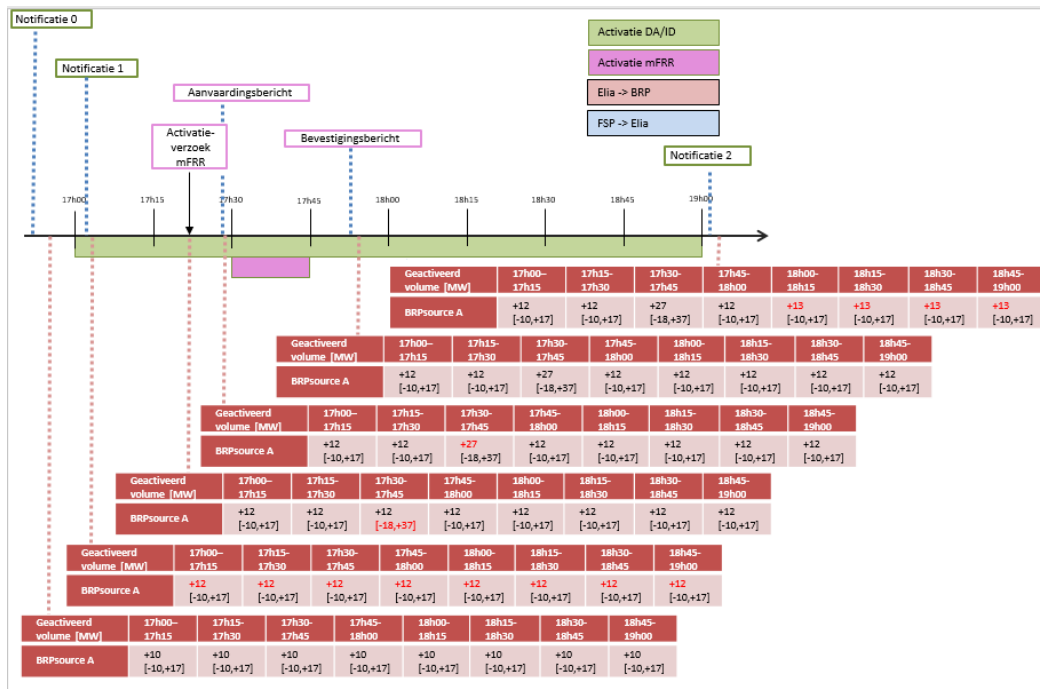 Notificatie 0
Activatie DA/ID
Notificatie 1
Activatie mFRR
Aanvaardingsbericht
Elia -> BRP
Activatie-
verzoek
mFRR
Bevestigingsbericht
FSP -> Elia
Notificatie 2
17h00 17h15 17h30 17h45 18h00 18h15 18h30 18h45 19h00
Geactiveerd 17h00– 17h15- 17h30- 17h45- 18h00- 18h15- 18h30- 18h45-
volume [MW] 17h15 17h30 17h45 18h00 18h15 18h30 18h45 19h00
BRPsource A +12 +12 +27 +12 +13 +13 +13 +13
[-10,+17] [-10,+17] [-18,+37] [-10,+17] [-10,+17] [-10,+17] [-10,+17] [-10,+17]
Geactiveerd 17h00– 17h15- 17h30- 17h45- 18h00- 18h15- 18h30- 18h45-
volume [MW] 17h15 17h30 17h45 18h00 18h15 18h30 18h45 19h00
BRPsource A +12 +12 +27 +12 +12 +12 +12 +12
[-10,+17] [-10,+17] [-18,+37] [-10,+17] [-10,+17] [-10,+17] [-10,+17] [-10,+17]
Geactiveerd 17h00– 17h15- 17h30- 17h45- 18h00- 18h15- 18h30- 18h45-
volume [MW] 17h15 17h30 17h45 18h00 18h15 18h30 18h45 19h00
BRPsource A +12 +12 +27 +12 +12 +12 +12 +12
[-10,+17] [-10,+17] [-18,+37] [-10,+17] [-10,+17] [-10,+17] [-10,+17] [-10,+17]
Geactiveerd 17h00– 17h15- 17h30- 17h45- 18h00- 18h15- 18h30- 18h45-
volume [MW] 17h15 17h30 17h45 18h00 18h15 18h30 18h45 19h00
BRPsource A +12 +12 +12 +12 +12 +12 +12 +12
[-10,+17] [-10,+17] [-18,+37] [-10,+17] [-10,+17] [-10,+17] [-10,+17] [-10,+17]
Geactiveerd 17h00– 17h15- 17h30- 17h45- 18h00- 18h15- 18h30- 18h45-
volume [MW] 17h15 17h30 17h45 18h00 18h15 18h30 18h45 19h00
BRPsource A +12 +12 +12 +12 +12 +12 +12 +12
[-10,+17] [-10,+17] [-10,+17] [-10,+17] [-10,+17] [-10,+17] [-10,+17] [-10,+17]
Geactiveerd 17h00– 17h15- 17h30- 17h45- 18h00- 18h15- 18h30- 18h45-
volume [MW] 17h15 17h30 17h45 18h00 18h15 18h30 18h45 19h00
BRPsource A +10 +10 +10 +10 +10 +10 +10 +10
[-10,+17] [-10,+17] [-10,+17] [-10,+17] [-10,+17] [-10,+17] [-10,+17] [-10,+17]